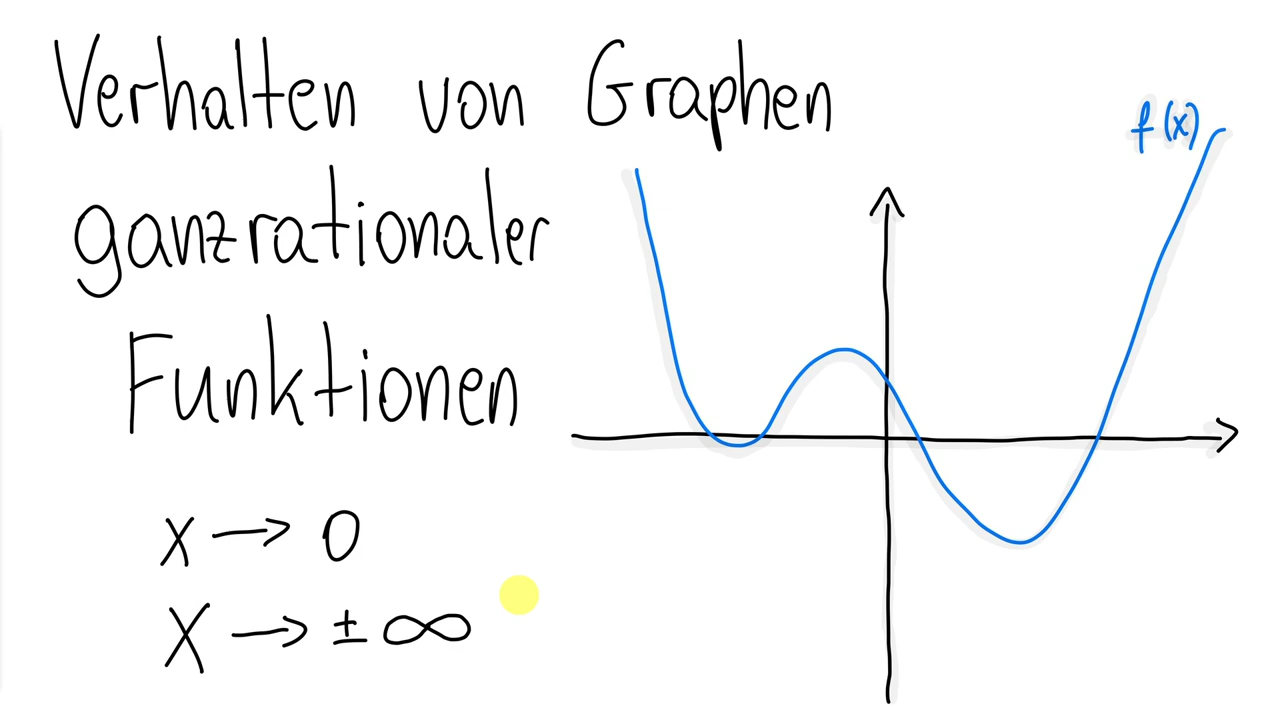 Verhalten von Graphen
ganzrationaler
Funktionen
x → 0
x → ± ∞
f(x)